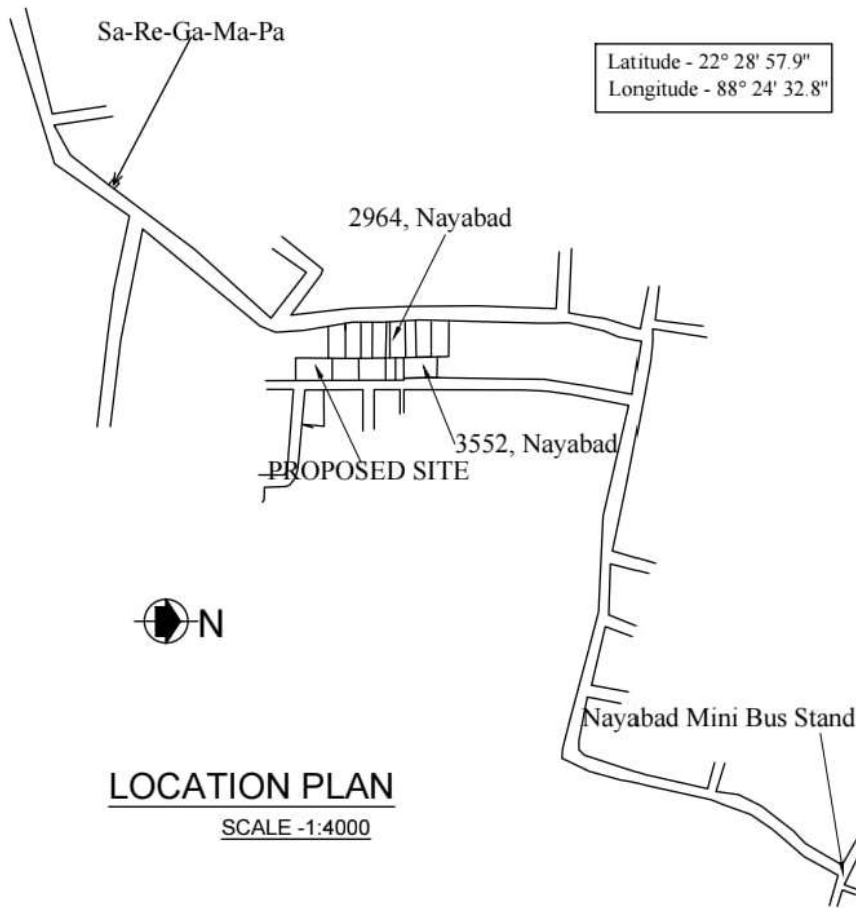 Sa-Re-Ga-Ma-Pa
Latitude - 22° 28' 57.9"
Longitude - 88° 24' 32.8"
2964, Nayabad
3552, Nayabad
PROPOSED SITE
N
Nayabad Mini Bus Stand
LOCATION PLAN
SCALE -1:4000